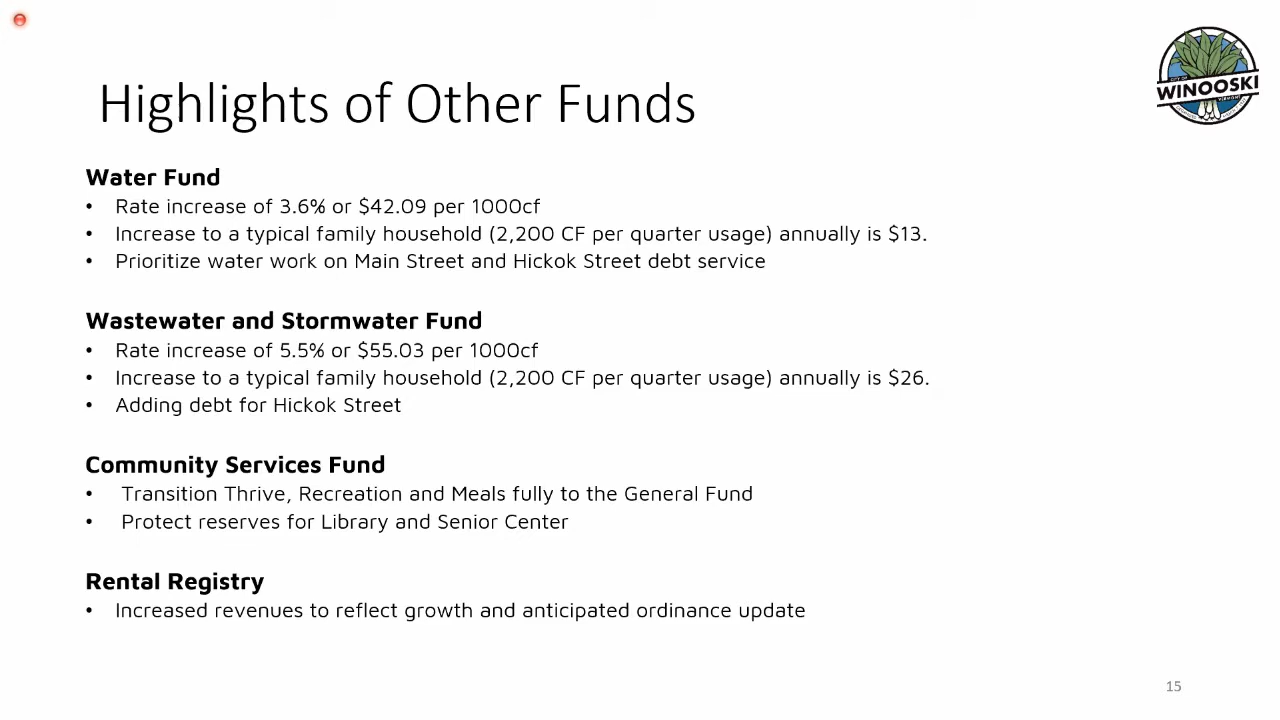 CITY OF
WINOOSKI
VERMONT
Highlights of Other Funds
Water Fund
• Rate increase of 3.6% or $42.09 per 1000cf
• Increase to a typical family household (2,200 CF per quarter usage) annually is $13.
• Prioritize water work on Main Street and Hickok Street debt service
Wastewater and Stormwater Fund
• Rate increase of 5.5% or $55.03 per 1000cf
• Increase to a typical family household (2,200 CF per quarter usage) annually is $26.
• Adding debt for Hickok Street
Community Services Fund
• Transition Thrive, Recreation and Meals fully to the General Fund
• Protect reserves for Library and Senior Center
Rental Registry
• Increased revenues to reflect growth and anticipated ordinance update
15